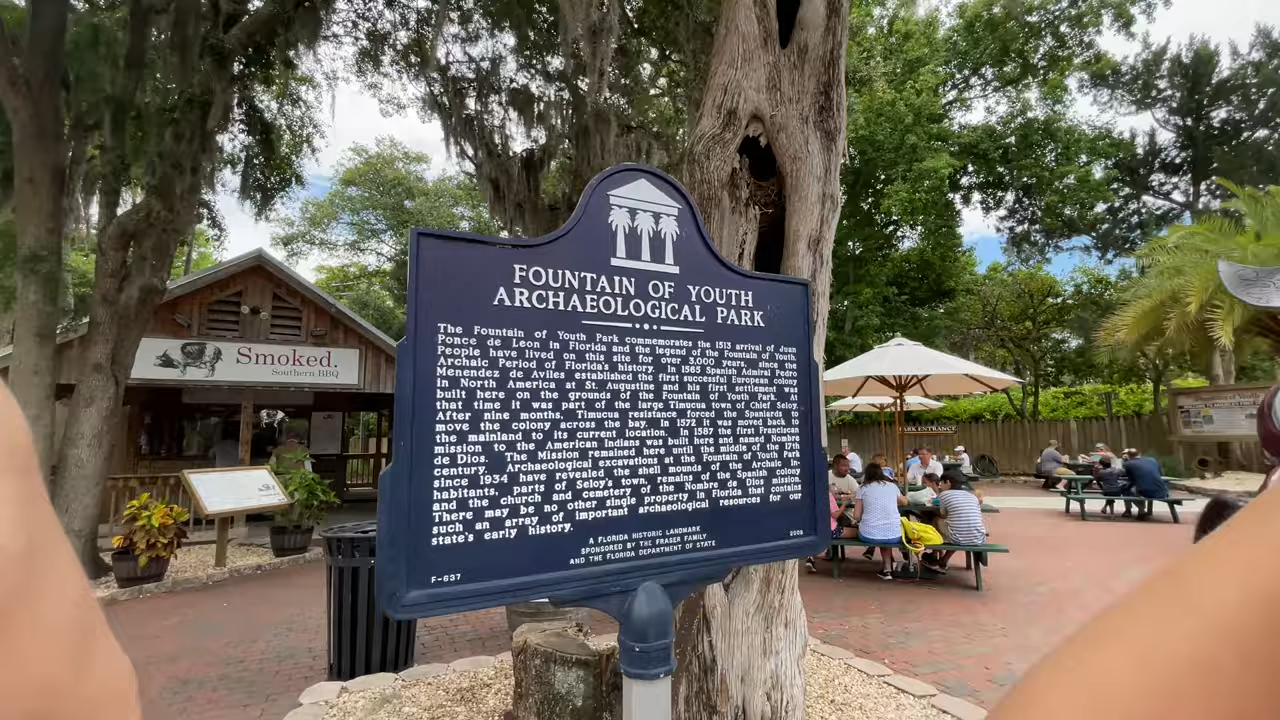 FOUNTAIN OF YOUTH
ARCHAEOLOGICAL PARK
The Fountain of Youth Park commemorates the 1513 arrival of Juan
Ponce de Leon in Florida and the legend of the Fountain of Youth.
People have lived on this site for over 3,000 years, since the
Archaic Period of Florida's history. In 1565 Spanish Admiral Pedro
Menendez de Aviles established the first successful European colony
in North America at St. Augustine and his first settlement was
built here on the grounds of the Fountain of Youth Park. At
that time it was part of the large Timucua town of Chief Seloy.
After nine months, Timucua resistance forced the Spaniards to
move the colony across the bay. In 1572 it was moved back to
the mainland to its current location. In 1587 the first Franciscan
mission to the American Indians was built here and named Nombre
de Dios. The Mission remained here until the middle of the 17th
century. Archaeological excavations at the Fountain of Youth Park
since 1934 have revealed the shell mounds of the Archaic in-
habitants, parts of Seloy's town, remains of the Spanish colony
and the church and cemetery of the Nombre de Dios mission.
There may be no other single property in Florida that contains
such an array of important archaeological resources for our
state's early history.
A FLORIDA HISTORIC LANDMARK
SPONSORED BY THE FRASER FAMILY
AND THE FLORIDA DEPARTMENT OF STATE
F-637
Smoked.
Southern BBQ
PARK ENTRANCE